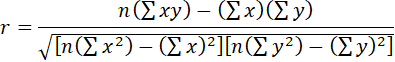 r = n(∑xy) − (∑x)(∑y) / √[n(∑x²) − (∑x)²][n(∑y²) − (∑y)²]